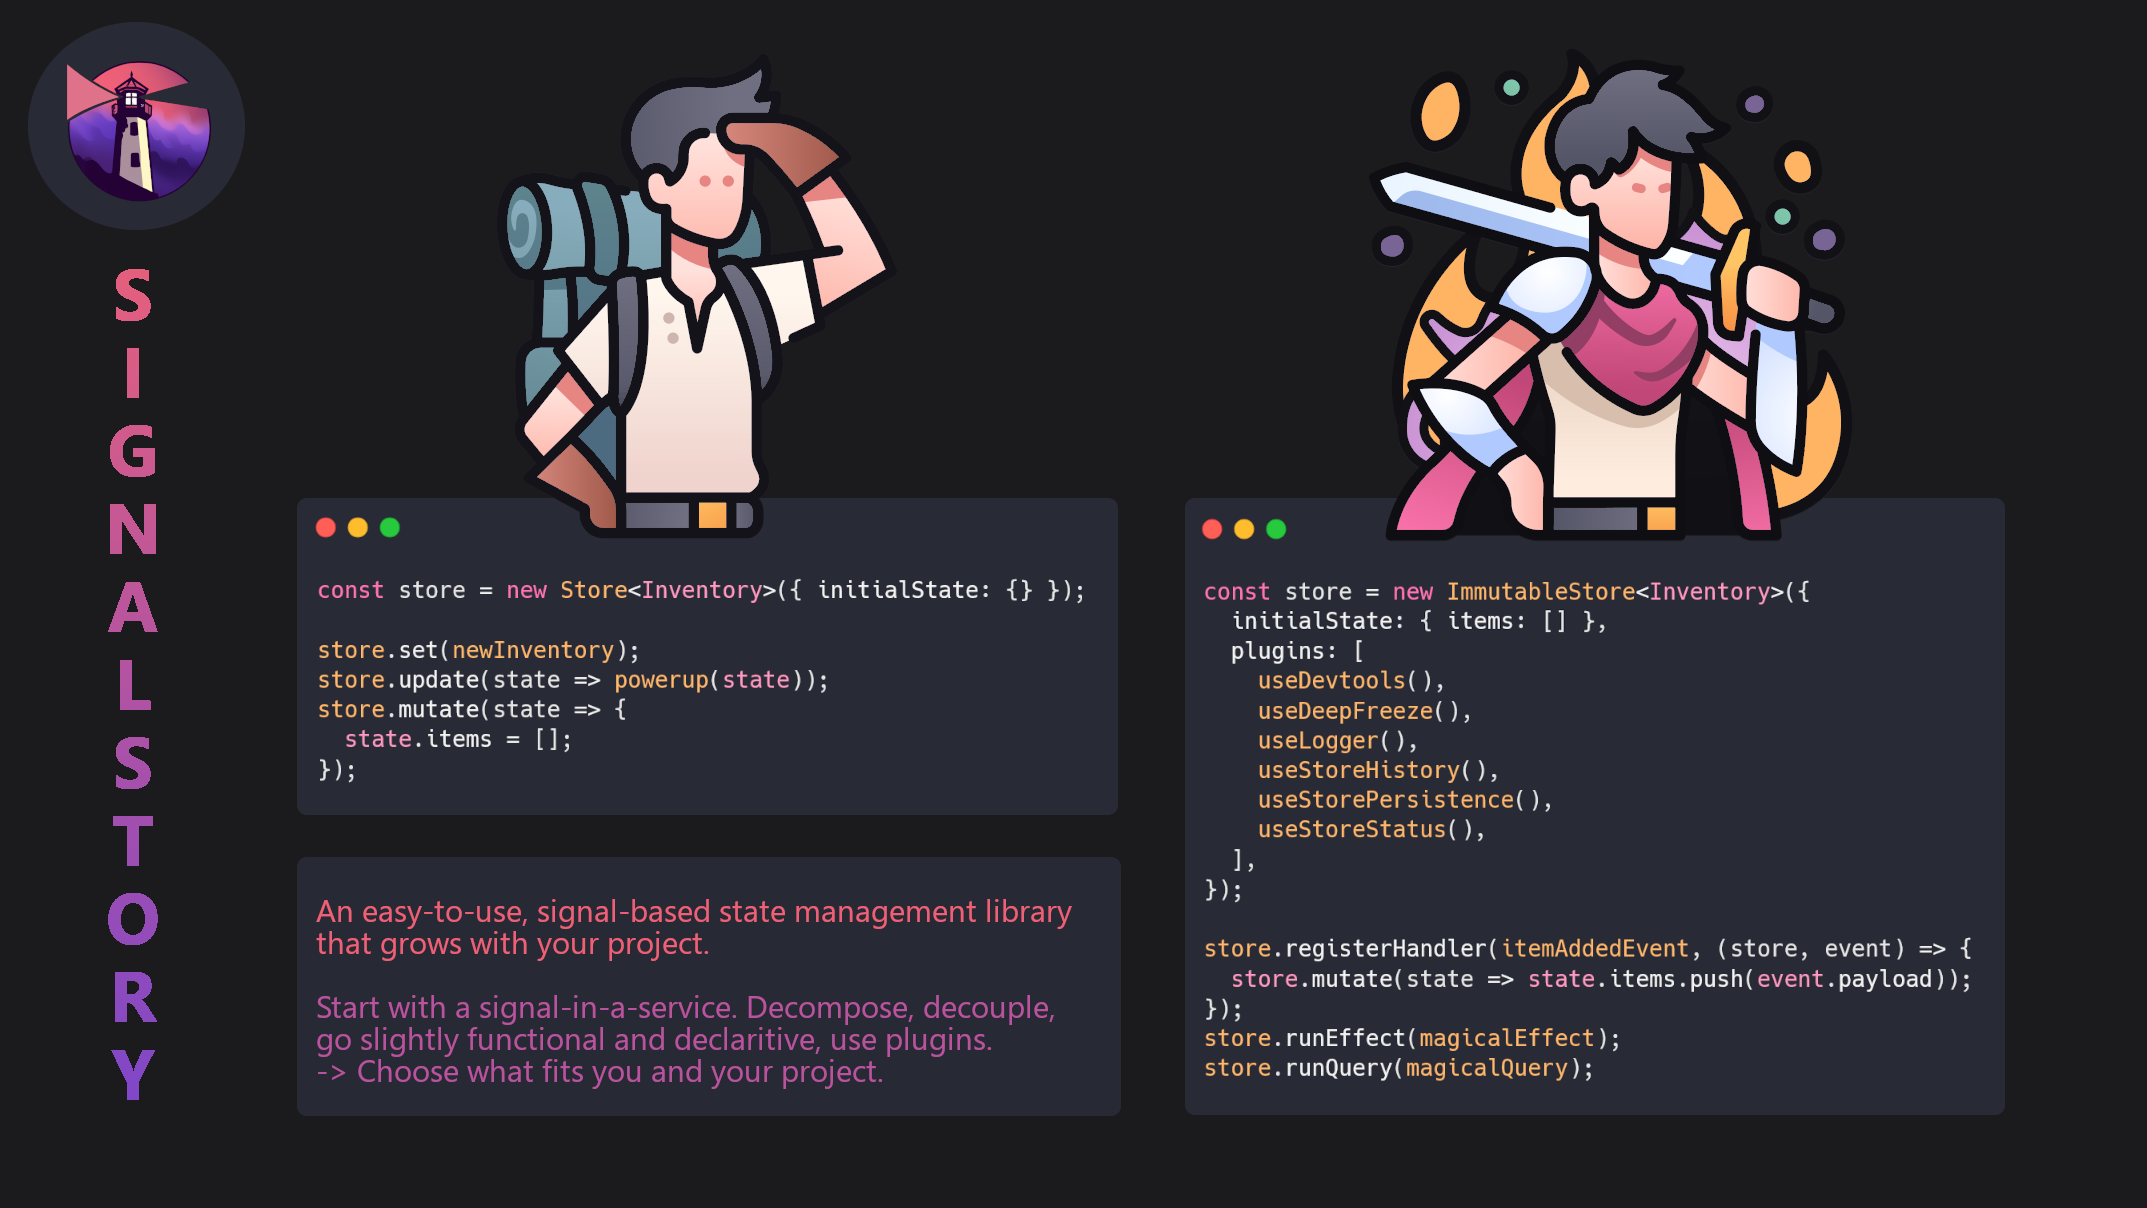 SIGNALSTORY
const store = new Store<Inventory>({ initialState: {} });
store.set(newInventory);
store.update(state => powerup(state));
store.mutate(state => {
  state.items = [];
});
An easy-to-use, signal-based state management library
that grows with your project.
Start with a signal-in-a-service. Decompose, decouple,
go slightly functional and declaritive, use plugins.
-> Choose what fits you and your project.
const store = new ImmutableStore<Inventory>({
  initialState: { items: [] },
  plugins: [
    useDevtools(),
    useDeepFreeze(),
    useLogger(),
    useStoreHistory(),
    useStorePersistence(),
    useStoreStatus(),
  ],
});
store.registerHandler(itemAddedEvent, (store, event) => {
  store.mutate(state => state.items.push(event.payload));
});
store.runEffect(magicalEffect);
store.runQuery(magicalQuery);